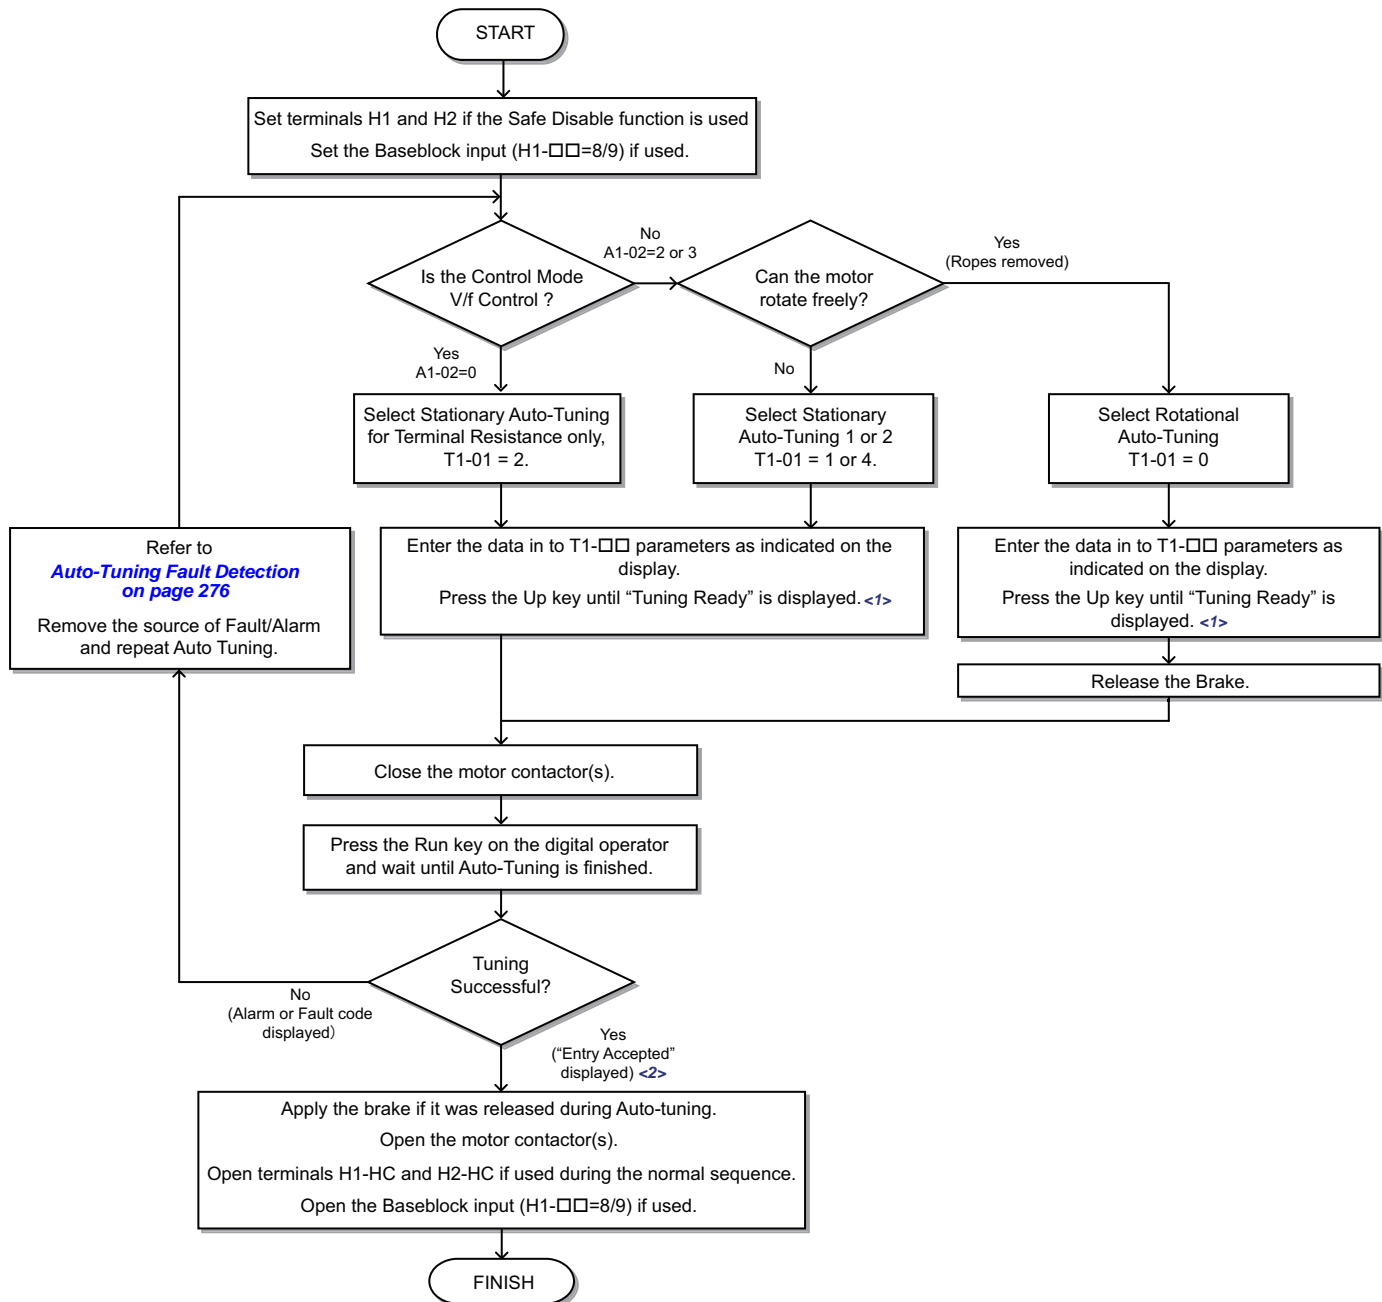 START
Set terminals H1 and H2 if the Safe Disable function is used
Set the Baseblock input (H1-□□=8/9) if used.
Is the Control Mode
V/f Control ?
No
A1-02=2 or 3
Can the motor
rotate freely?
Yes
(Ropes removed)
Yes
A1-02=0
No
Select Stationary Auto-Tuning
for Terminal Resistance only,
T1-01 = 2.
Select Stationary
Auto-Tuning 1 or 2
T1-01 = 1 or 4.
Select Rotational
Auto-Tuning
T1-01 = 0
Refer to
Auto-Tuning Fault Detection
on page 276
Remove the source of Fault/Alarm
and repeat Auto Tuning.
Enter the data in to T1-□□ parameters as indicated on the
display.
Press the Up key until “Tuning Ready” is displayed. <1>
Enter the data in to T1-□□ parameters as
indicated on the display.
Press the Up key until “Tuning Ready” is
displayed. <1>
Release the Brake.
Close the motor contactor(s).
Press the Run key on the digital operator
and wait until Auto-Tuning is finished.
Tuning
Successful?
No
(Alarm or Fault code
displayed)
Yes
(“Entry Accepted”
displayed) <2>
Apply the brake if it was released during Auto-tuning.
Open the motor contactor(s).
Open terminals H1-HC and H2-HC if used during the normal sequence.
Open the Baseblock input (H1-□□=8/9) if used.
FINISH